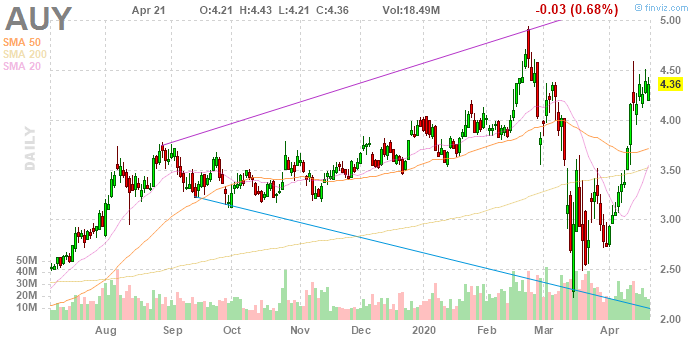 AUY
Apr 21 O:4.21 H:4.43 L:4.21 C:4.36 Vol:18.49M -0.03 (0.68%)
© finviz.com
SMA 50
SMA 200
SMA 20
DAILY
5.00
4.50
4.36
4.00
3.50
3.00
2.50
2.00
50M
40M
30M
20M
10M
Aug Sep Oct Nov Dec 2020 Feb Mar Apr